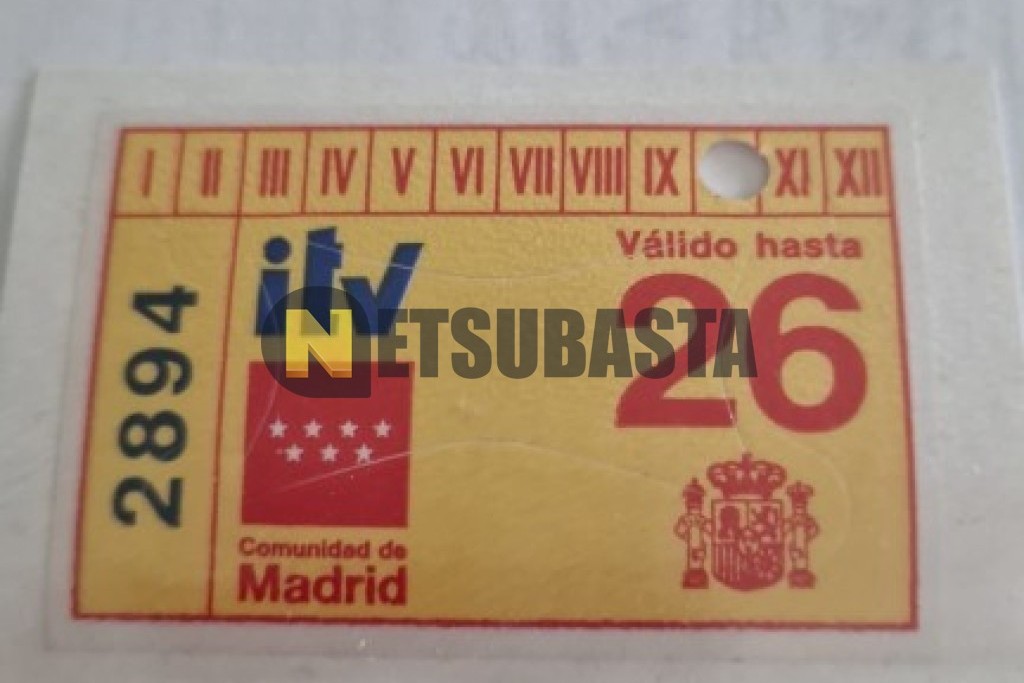 I II III IV V VI VII VIII IX XI XII
2894
itv
Válido hasta
26
NETSUBASTA
Comunidad de
Madrid